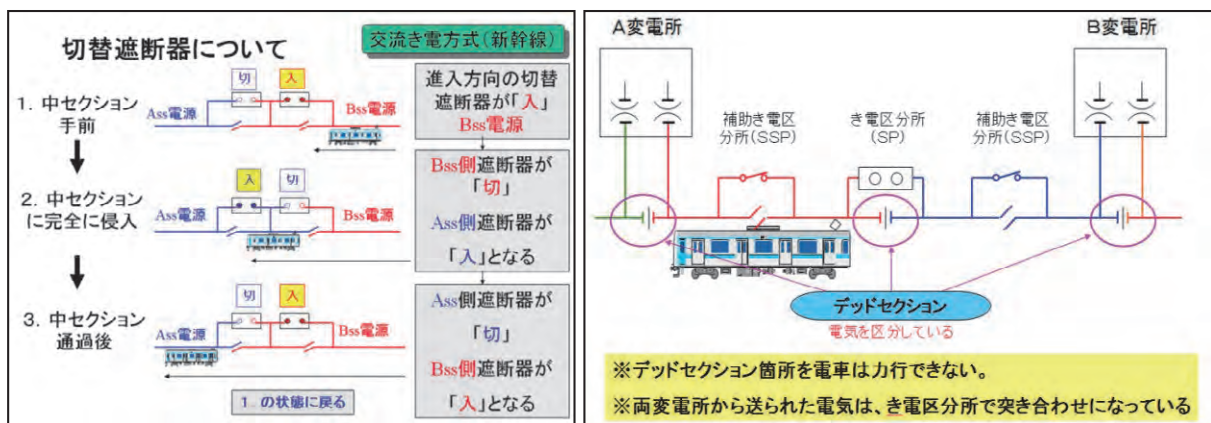 切替遮断器について
交流き電方式(新幹線)
切
入
1. 中セクション
手前
Ass電源
Bss電源
進入方向の切替
遮断器が「入」
Bss電源
入
切
2. 中セクション
に完全に侵入
Ass電源
Bss電源
Bss側遮断器が
「切」
Ass側遮断器が
「入」となる
切
入
3. 中セクション
通過後
Ass電源
Bss電源
Ass側遮断器が
「切」
Bss側遮断器が
「入」となる
1.の状態に戻る
A変電所
B変電所
補助き電区
分所(SSP)
き電区分所
(SP)
補助き電区
分所(SSP)
デッドセクション
電気を区分している
※デッドセクション箇所を電車は力行できない。
※両変電所から送られた電気は、き電区分所で突き合わせになっている